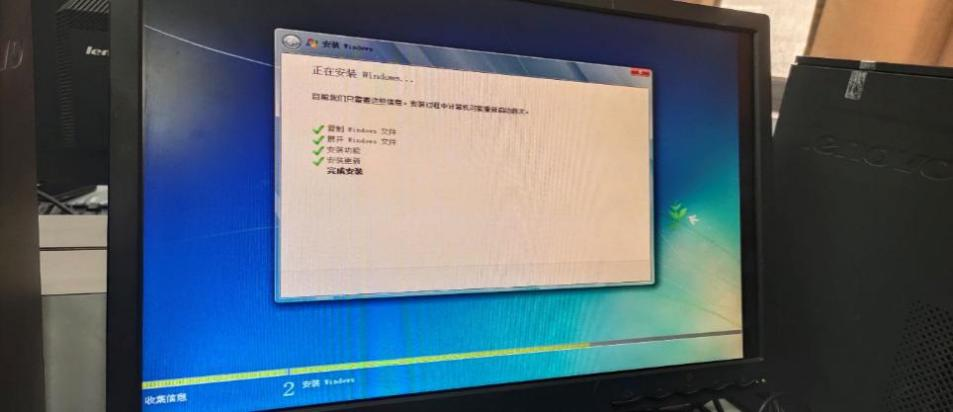 安装 Windows
正在安装 Windows...
目前我们只需要这些信息。安装过程中计算机可能重新启动数次。
复制 Windows 文件
展开 Windows 文件
安装功能
安装更新
完成安装
收集信息
2 安装 Windows
len
lenovo